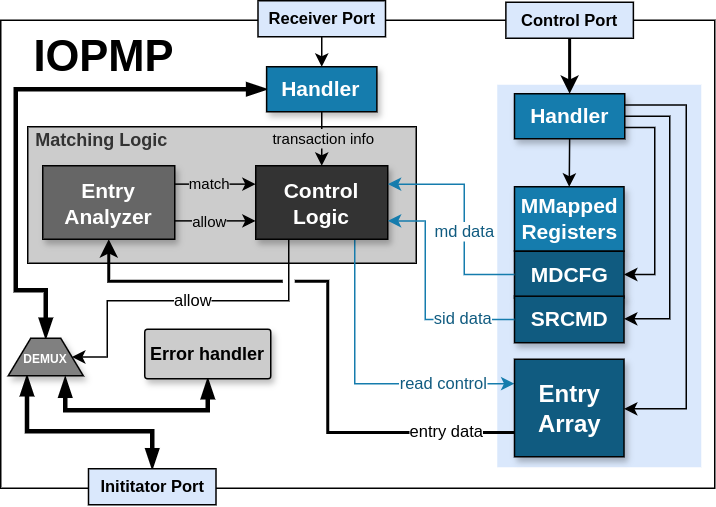 Receiver Port
Control Port
IOPMP
Handler
Handler
transaction info
Matching Logic
Entry
Analyzer
match
allow
Control
Logic
MMapped
Registers
md data
MDCFG
allow
sid data
SRCMD
DEMUX
Error handler
read control
Entry
Array
entry data
Inititator Port